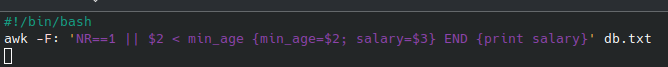 #!/bin/bash
awk -F: 'NR==1 || $2 < min_age {min_age=$2; salary=$3} END {print salary}' db.txt